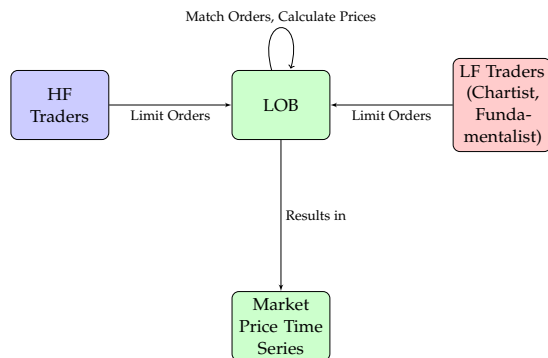 Match Orders, Calculate Prices
HF
Traders
Limit Orders
LOB
Limit Orders
LF Traders
(Chartist,
Funda-
mentalist)
Results in
Market
Price Time
Series